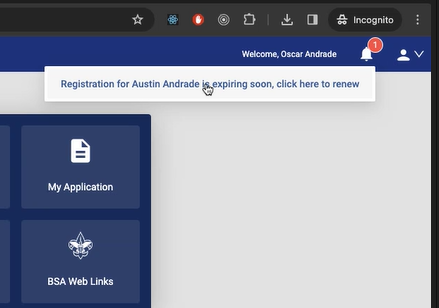 Incognito
Welcome, Oscar Andrade
1
Registration for Austin Andrade is expiring soon, click here to renew
My Application
BSA Web Links